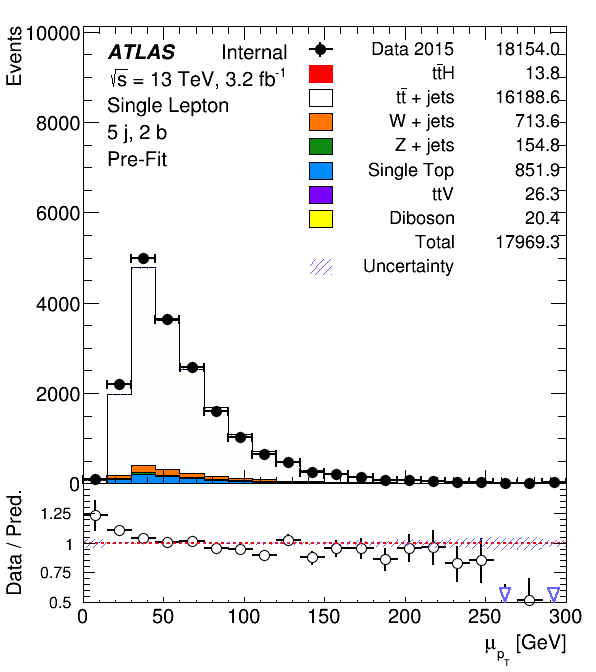 Events
10000
8000
6000
4000
2000
0
ATLAS Internal
√s = 13 TeV, 3.2 fb⁻¹
Single Lepton
5 j, 2 b
Pre-Fit
Data 2015 18154.0
tt̄H 13.8
tt̄ + jets 16188.6
W + jets 713.6
Z + jets 154.8
Single Top 851.9
ttV 26.3
Diboson 20.4
Total 17969.3
Uncertainty
Data / Pred.
1.25
1
0.75
0.5
0 50 100 150 200 250 300
μ_p_T [GeV]